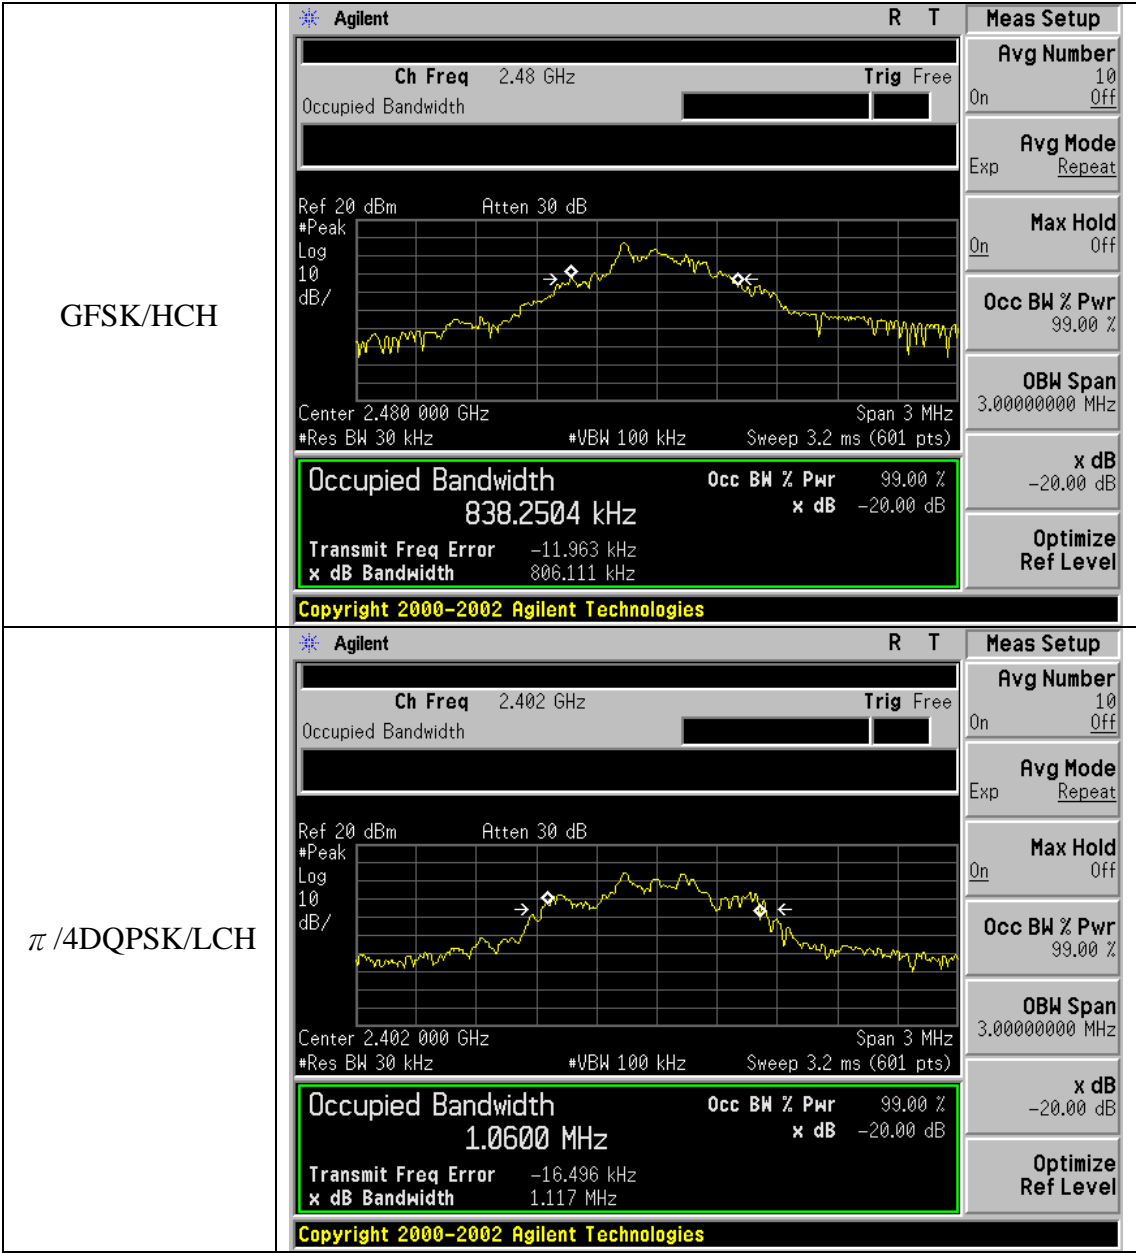 GFSK/HCH
Agilent R T
Ch Freq 2.48 GHz Trig Free
Occupied Bandwidth
Ref 20 dBm Atten 30 dB
#Peak
Log
10
dB/
Center 2.480 000 GHz Span 3 MHz
#Res BW 30 kHz #VBW 100 kHz Sweep 3.2 ms (601 pts)
Occupied Bandwidth Occ BW % Pwr 99.00 %
838.2504 kHz x dB -20.00 dB
Transmit Freq Error -11.963 kHz
x dB Bandwidth 806.111 kHz
Copyright 2000-2002 Agilent Technologies
Meas Setup
Avg Number
10
On Off
Avg Mode
Exp Repeat
Max Hold
On Off
Occ BW % Pwr
99.00 %
OBW Span
3.00000000 MHz
x dB
-20.00 dB
Optimize
Ref Level
π/4DQPSK/LCH
Agilent R T
Ch Freq 2.402 GHz Trig Free
Occupied Bandwidth
Ref 20 dBm Atten 30 dB
#Peak
Log
10
dB/
Center 2.402 000 GHz Span 3 MHz
#Res BW 30 kHz #VBW 100 kHz Sweep 3.2 ms (601 pts)
Occupied Bandwidth Occ BW % Pwr 99.00 %
1.0600 MHz x dB -20.00 dB
Transmit Freq Error -16.496 kHz
x dB Bandwidth 1.117 MHz
Copyright 2000-2002 Agilent Technologies
Meas Setup
Avg Number
10
On Off
Avg Mode
Exp Repeat
Max Hold
On Off
Occ BW % Pwr
99.00 %
OBW Span
3.00000000 MHz
x dB
-20.00 dB
Optimize
Ref Level